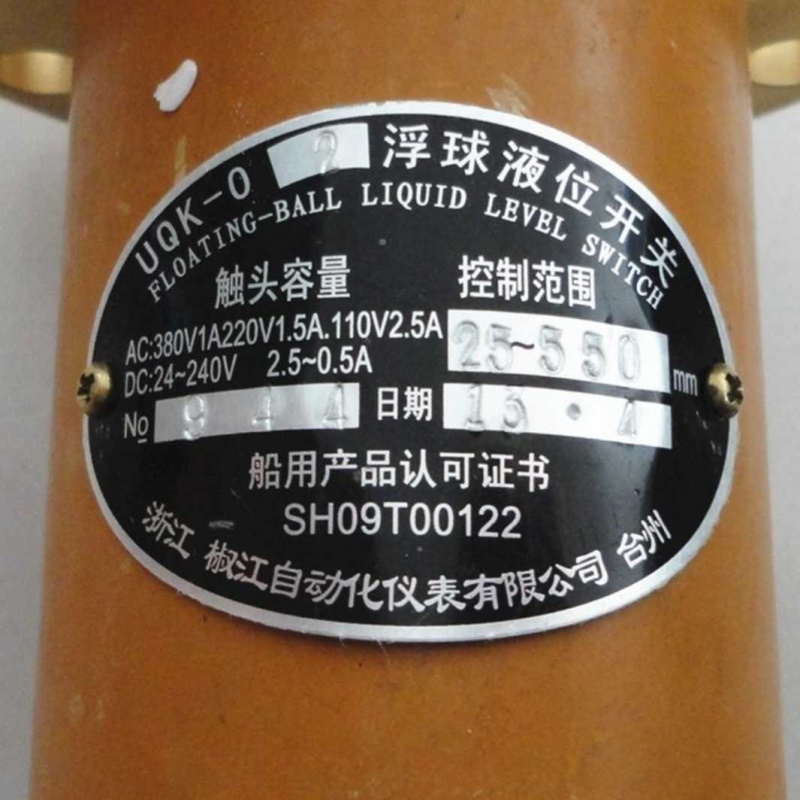 UQK-0 2 浮球液位开关
FLOATING-BALL LIQUID LEVEL SWITCH
触头容量 控制范围
AC:380V1A220V1.5A.110V2.5A 25~550 mm
DC:24~240V 2.5~0.5A
No 944 日期 15.4
船用产品认可证书
SH09T00122
浙江 椒江自动化仪表有限公司 台州